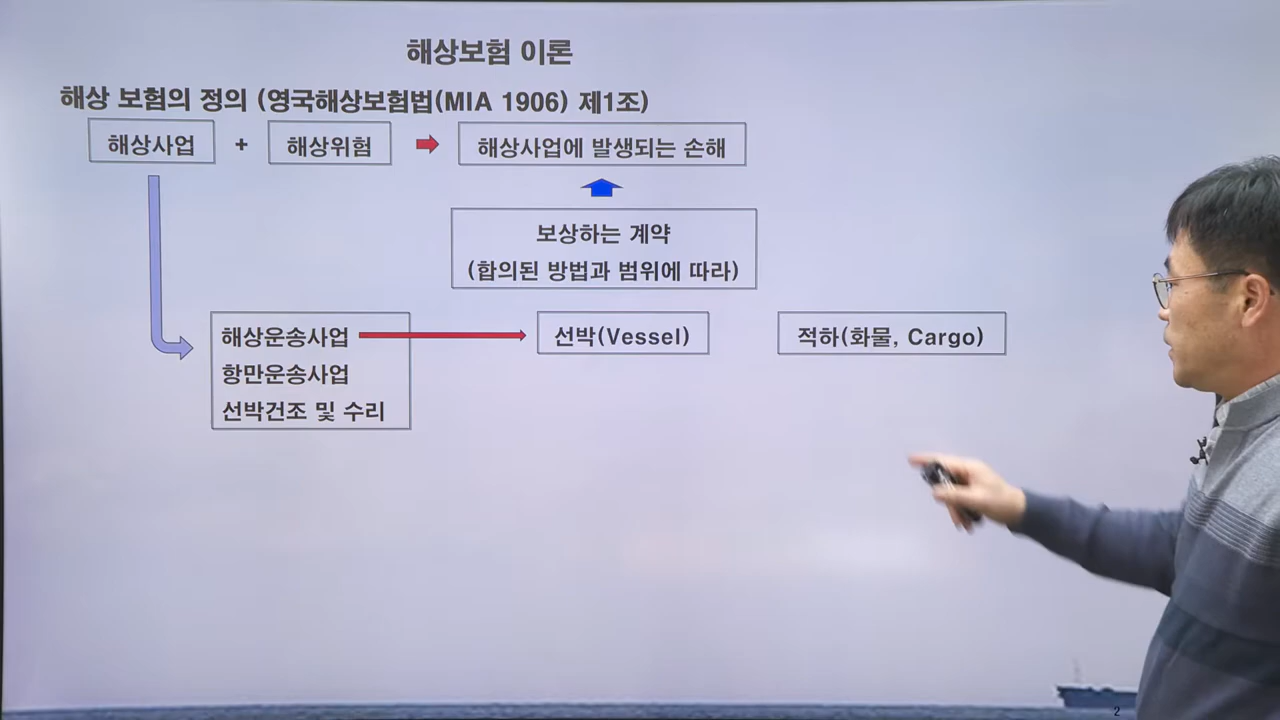 해상보험 이론
해상 보험의 정의 (영국해상보험법(MIA 1906) 제1조)
해상사업 + 해상위험 해상사업에 발생되는 손해
보상하는 계약
(합의된 방법과 범위에 따라)
해상운송사업 선박(Vessel) 적하(화물, Cargo)
항만운송사업
선박건조 및 수리
2